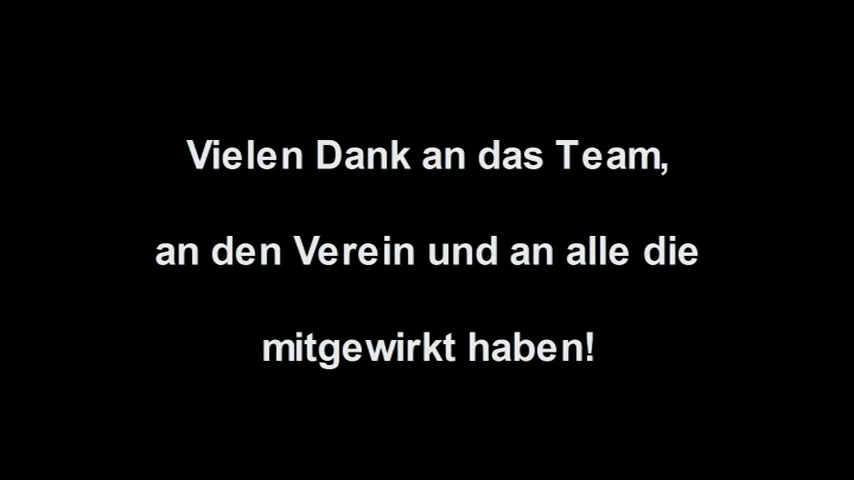 Vielen Dank an das Team,
an den Verein und an alle die
mitgewirkt haben!